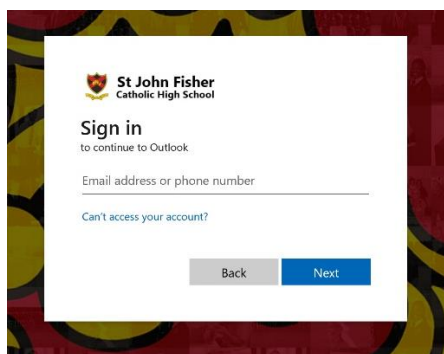 St John Fisher
Catholic High School
Sign in
to continue to Outlook
Email address or phone number
Can't access your account?
Back
Next